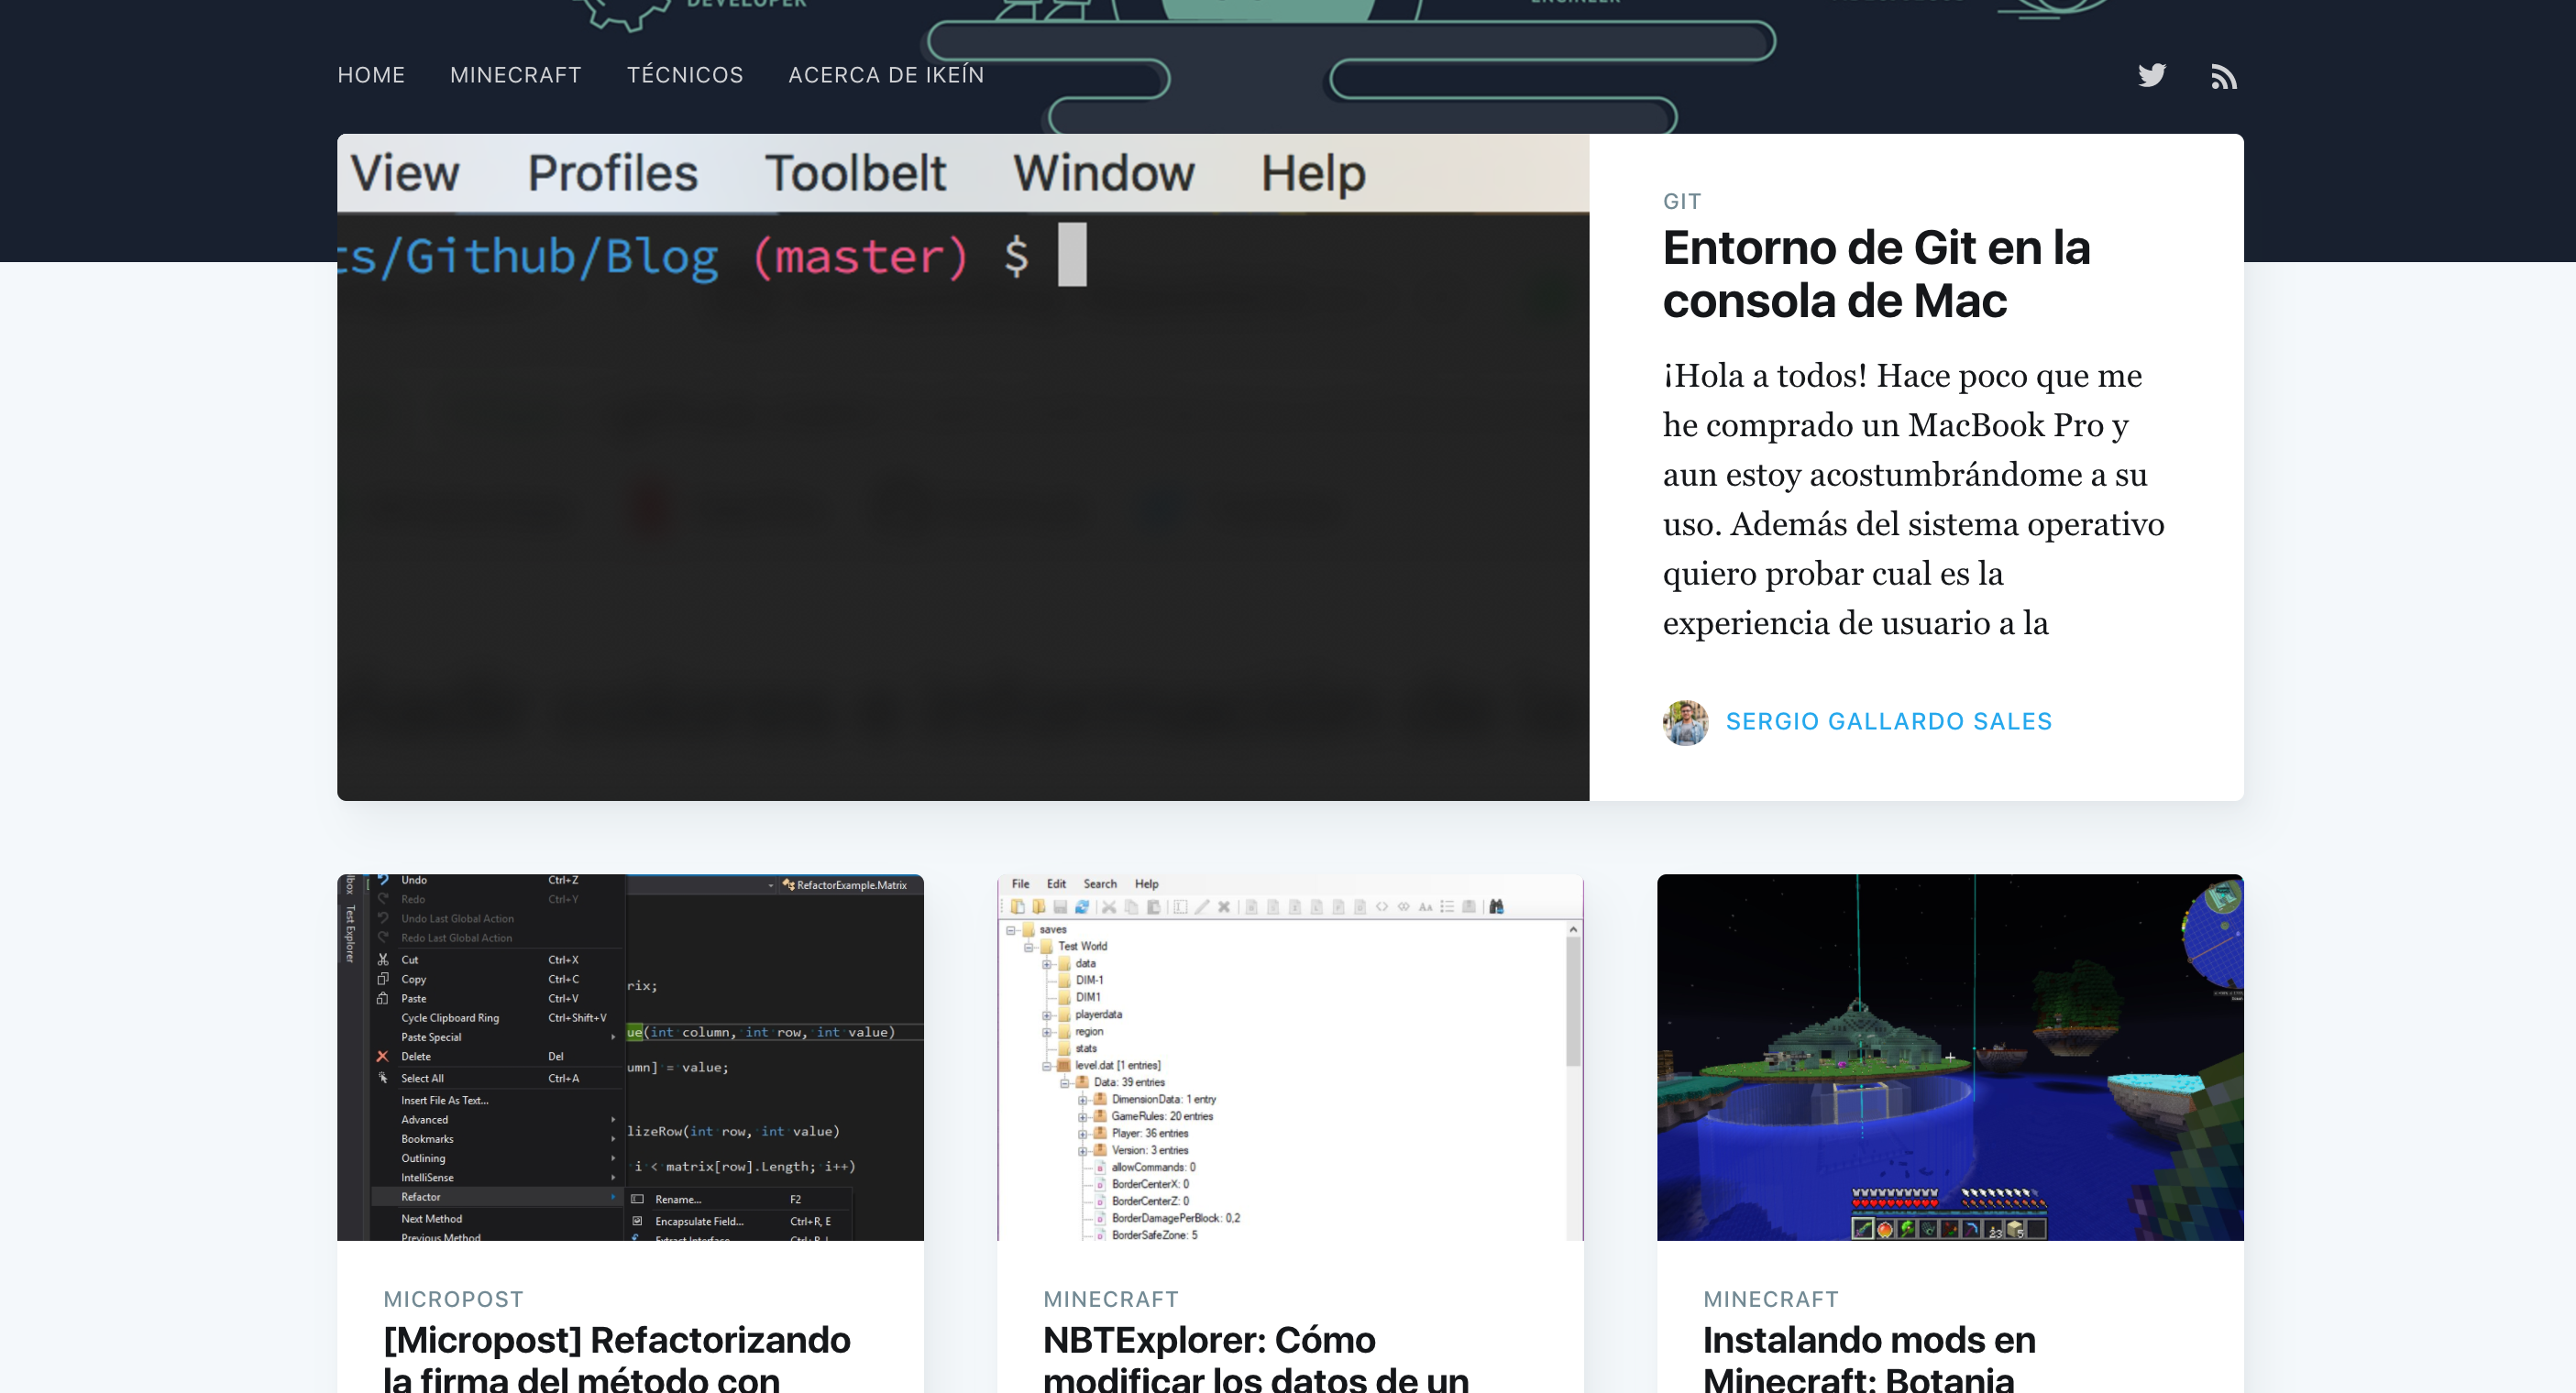 DEVELOPER
ENGINEER
HOME MINECRAFT TÉCNICOS ACERCA DE IKEÍN
View Profiles Toolbelt Window Help
ts/Github/Blog (master) $
GIT
Entorno de Git en la
consola de Mac
¡Hola a todos! Hace poco que me
he comprado un MacBook Pro y
aun estoy acostumbrándome a su
uso. Además del sistema operativo
quiero probar cual es la
experiencia de usuario a la
SERGIO GALLARDO SALES
Test Explorer
RefactorExample.Matrix
Undo Ctrl+Z
Redo Ctrl+Y
Undo Last Global Action
Redo Last Global Action
Cut Ctrl+X
Copy Ctrl+C
Paste Ctrl+V
Cycle Clipboard Ring Ctrl+Shift+V
Paste Special
Delete Del
Select All Ctrl+A
Insert File As Text...
Advanced
Bookmarks
Outlining
IntelliSense
Refactor
Next Method
Previous Method
rix;
ue(int column, int row, int value)
umn] = value;
lizeRow(int row, int value)
i < matrix[row].Length; i++)
Rename... F2
Encapsulate Field... Ctrl+R, E
Extract Interface...
MICROPOST
[Micropost] Refactorizando
la firma del método con
File Edit Search Help
saves
Test World
data
DIM-1
DIM1
playerdata
region
stats
level.dat [1 entries]
Data: 39 entries
DimensionData: 1 entry
GameRules: 20 entries
Player: 36 entries
Version: 3 entries
allowCommands: 0
BorderCenterX: 0
BorderCenterZ: 0
BorderDamagePerBlock: 0,2
BorderSafeZone: 5
MINECRAFT
NBTExplorer: Cómo
modificar los datos de un
23 5
MINECRAFT
Instalando mods en
Minecraft: Botania